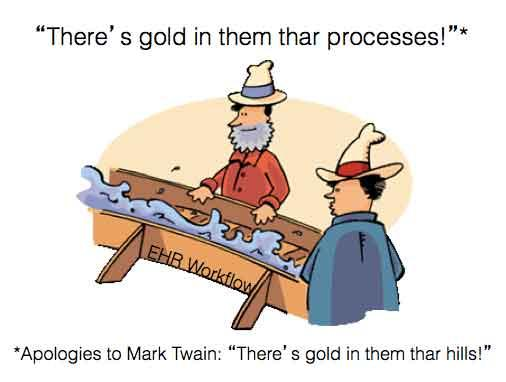 “There’s gold in them thar processes!”*
EHR Workflow
*Apologies to Mark Twain: “There’s gold in them thar hills!”